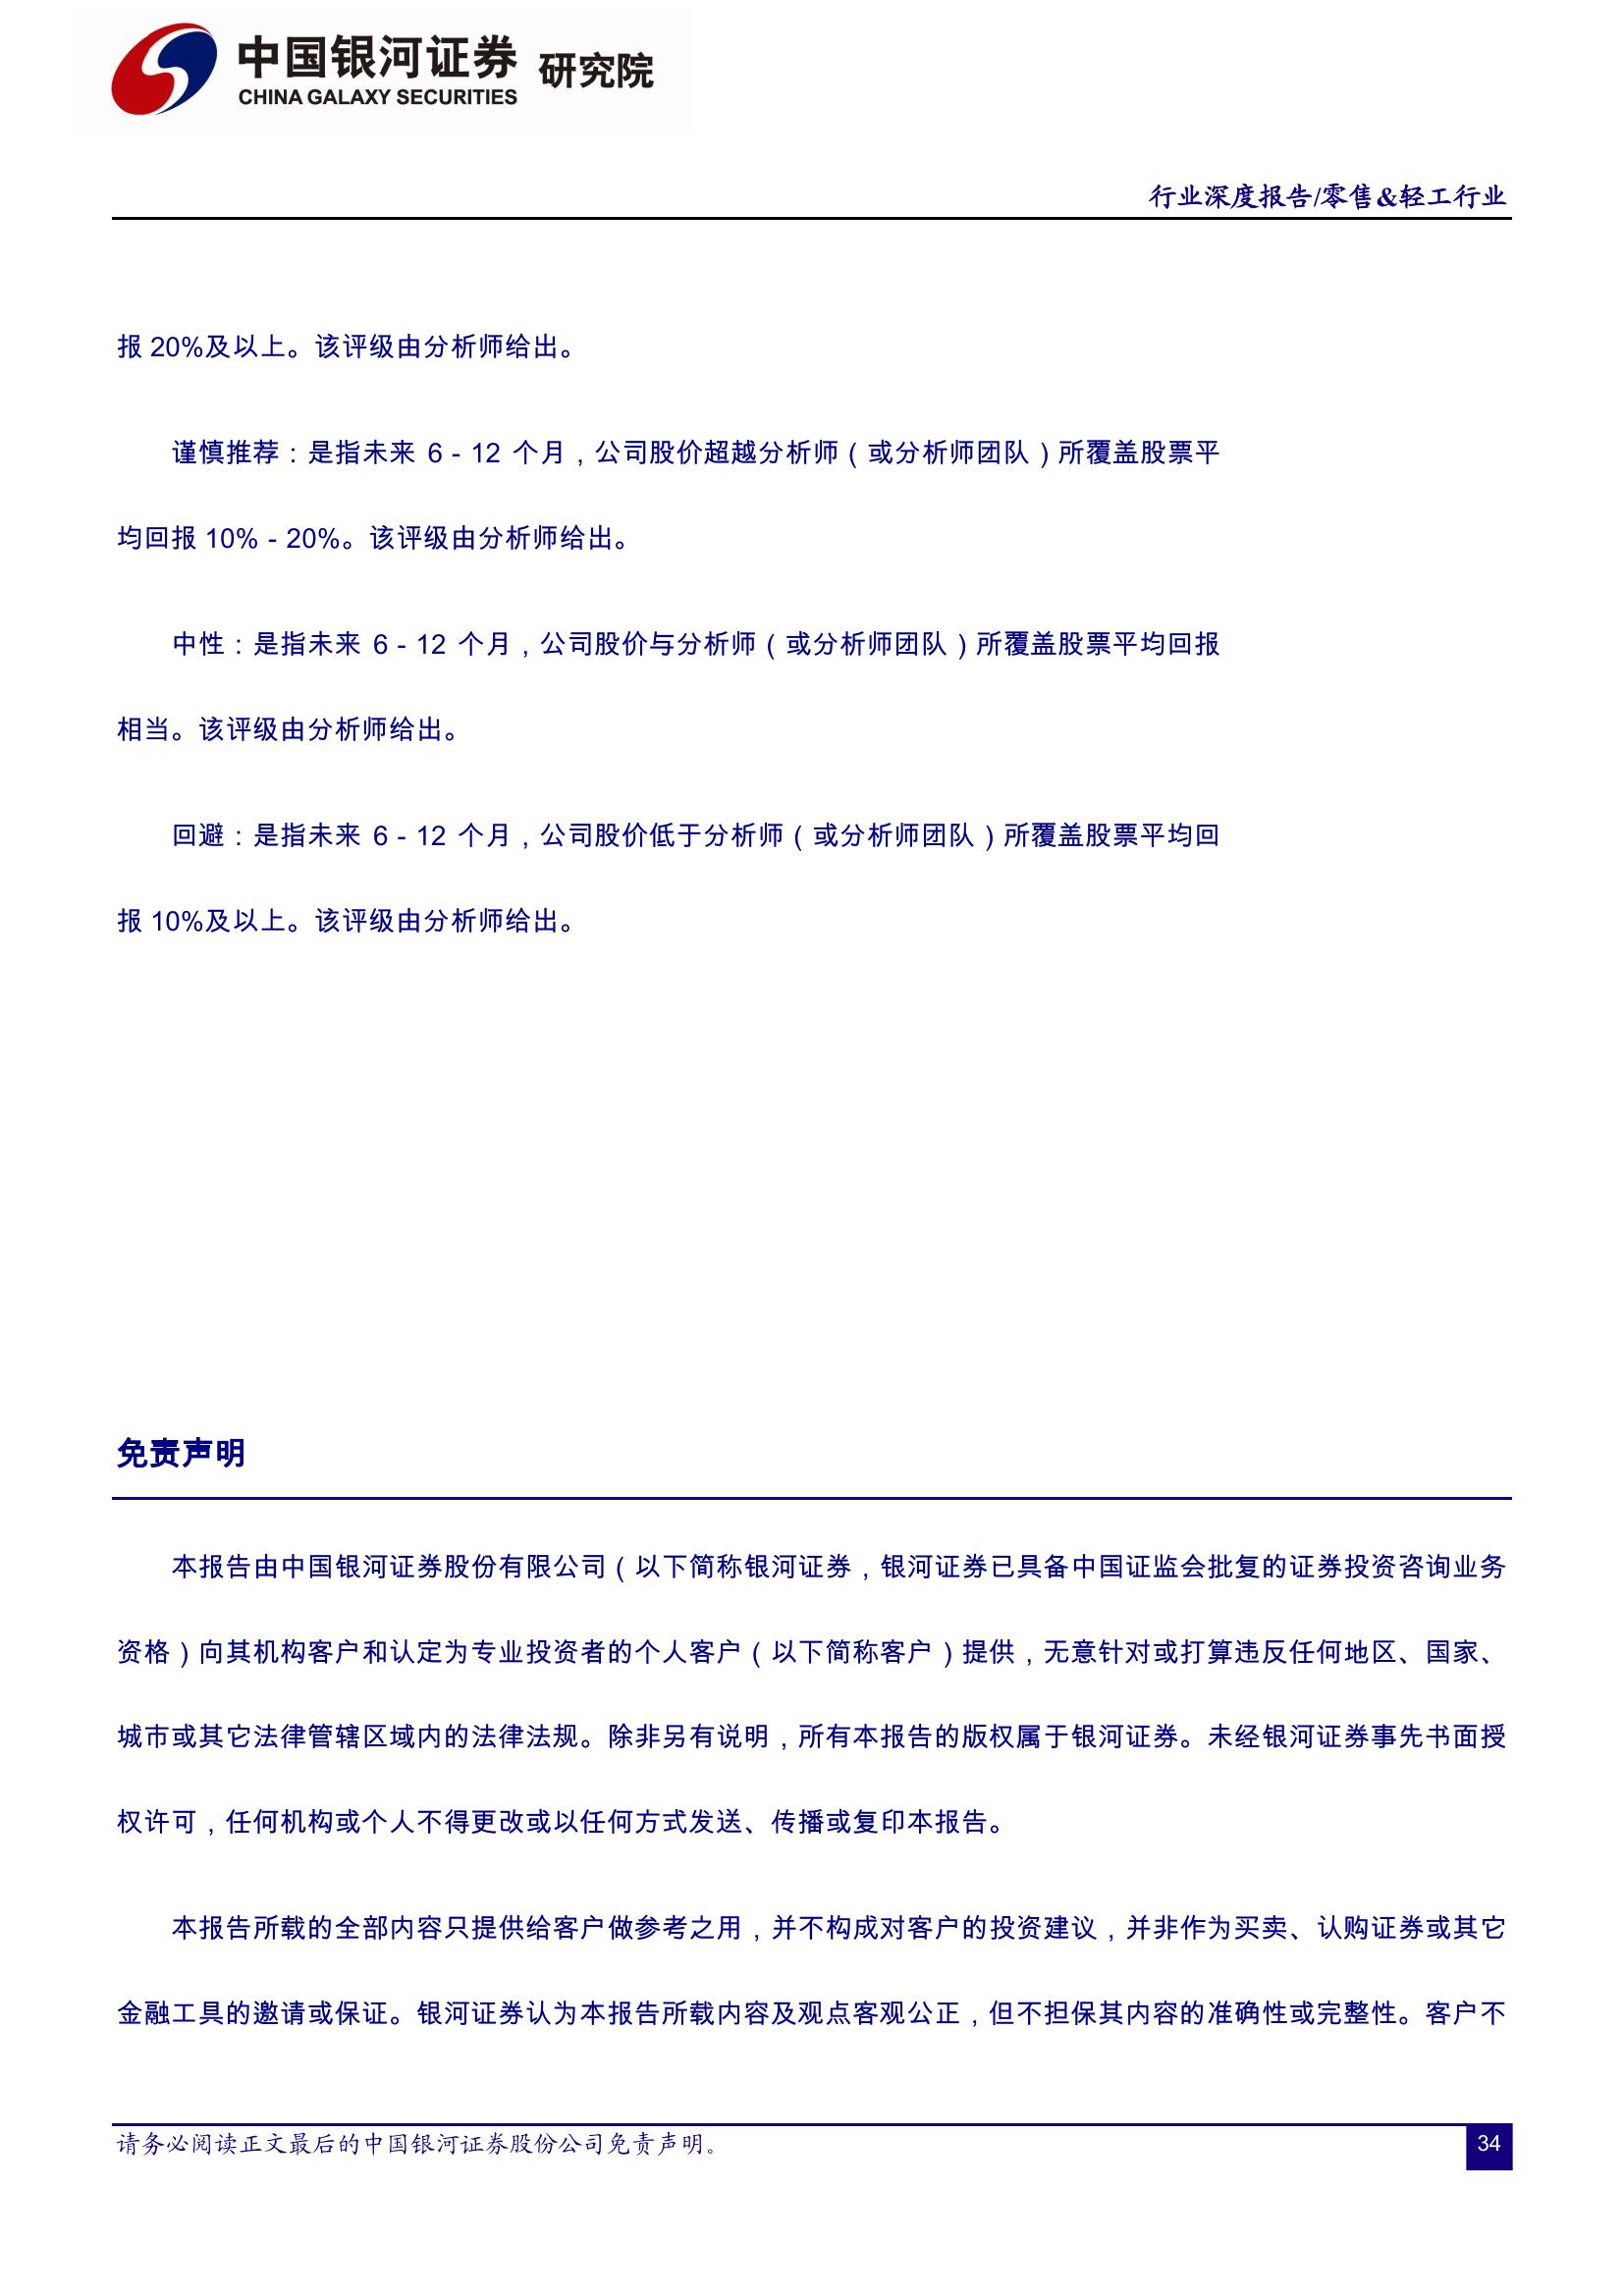 中国银河证券 研究院
CHINA GALAXY SECURITIES
行业深度报告/零售&轻工行业
报 20%及以上。该评级由分析师给出。
谨慎推荐：是指未来 6－12 个月，公司股价超越分析师（或分析师团队）所覆盖股票平
均回报 10%－20%。该评级由分析师给出。
中性：是指未来 6－12 个月，公司股价与分析师（或分析师团队）所覆盖股票平均回报
相当。该评级由分析师给出。
回避：是指未来 6－12 个月，公司股价低于分析师（或分析师团队）所覆盖股票平均回
报 10%及以上。该评级由分析师给出。
免责声明
本报告由中国银河证券股份有限公司（以下简称银河证券，银河证券已具备中国证监会批复的证券投资咨询业务
资格）向其机构客户和认定为专业投资者的个人客户（以下简称客户）提供，无意针对或打算违反任何地区、国家、
城市或其它法律管辖区域内的法律法规。除非另有说明，所有本报告的版权属于银河证券。未经银河证券事先书面授
权许可，任何机构或个人不得更改或以任何方式发送、传播或复印本报告。
本报告所载的全部内容只提供给客户做参考之用，并不构成对客户的投资建议，并非作为买卖、认购证券或其它
金融工具的邀请或保证。银河证券认为本报告所载内容及观点客观公正，但不担保其内容的准确性或完整性。客户不
请务必阅读正文最后的中国银河证券股份公司免责声明。
34